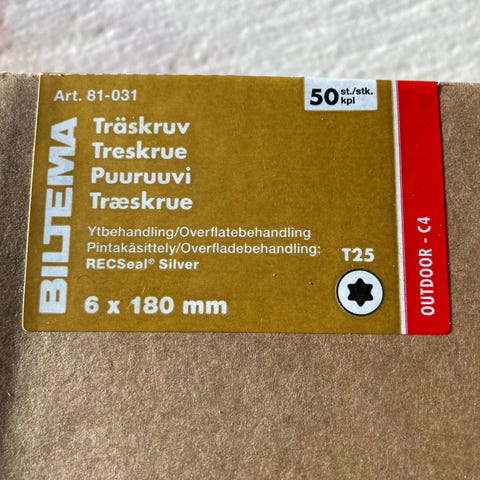 Art. 81-031
50 st./stk.
kpl
BILTEMA
Träskruv
Treskrue
Puuruuvi
Træskrue
Ytbehandling/Overflatebehandling
Pintakäsittely/Overfladebehandling:
RECSeal® Silver
6 x 180 mm
T25
OUTDOOR - C4